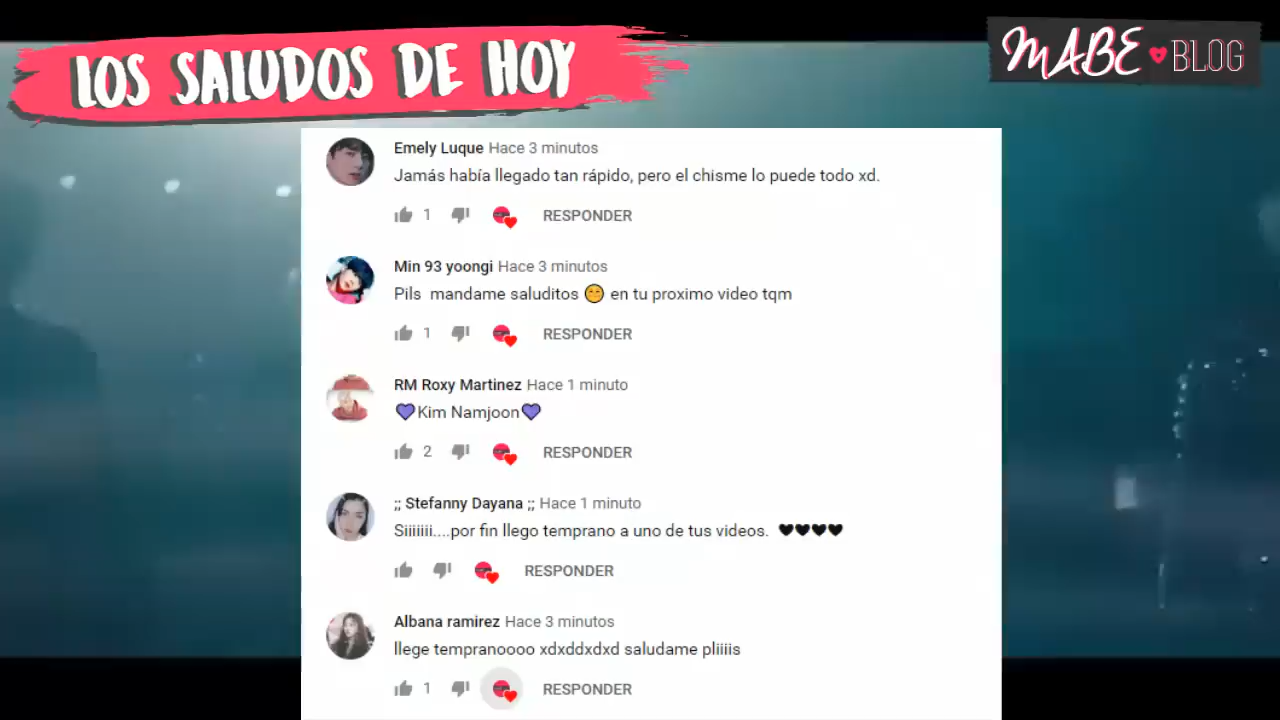 LOS SALUDOS DE HOY
MABE BLOG
Emely Luque Hace 3 minutos
Jamás había llegado tan rápido, pero el chisme lo puede todo xd.
1 RESPONDER
Min 93 yoongi Hace 3 minutos
Pils mandame saluditos 😁 en tu proximo video tqm
1 RESPONDER
RM Roxy Martinez Hace 1 minuto
💜Kim Namjoon💜
2 RESPONDER
;; Stefanny Dayana ;; Hace 1 minuto
Siiiiiii....por fin llego temprano a uno de tus videos. 🖤🖤🖤🖤
RESPONDER
Albana ramirez Hace 3 minutos
llege tempranoooo xdxddxdxd saludame pliiiis
1 RESPONDER